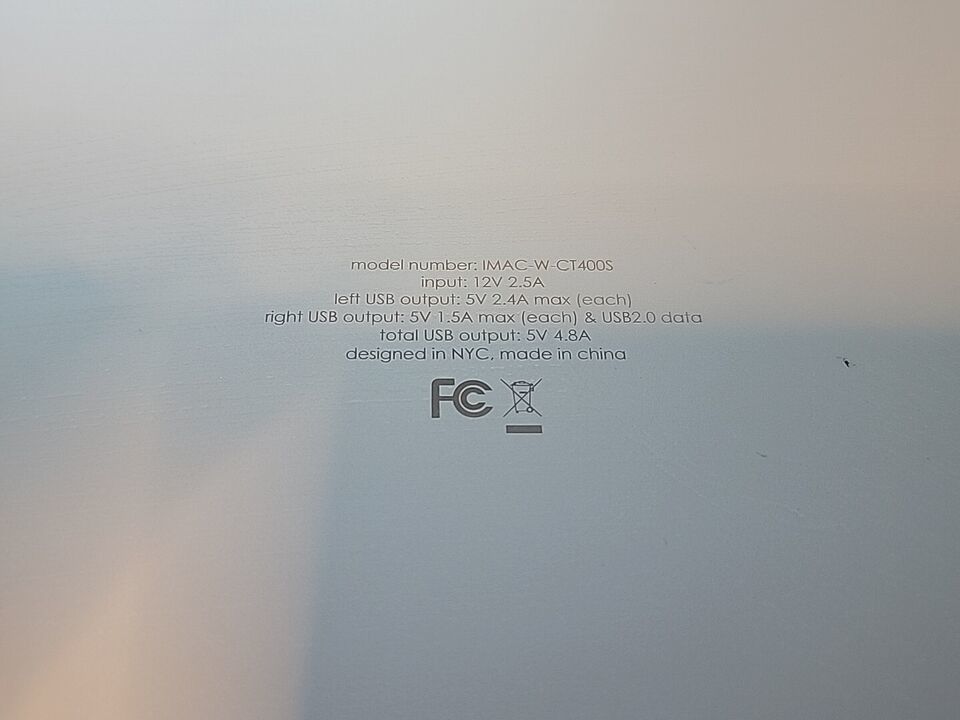 model number: IMAC-W-CT400S
input: 12V 2.5A
left USB output: 5V 2.4A max (each)
right USB output: 5V 1.5A max (each) & USB2.0 data
total USB output: 5V 4.8A
designed in NYC, made in china
FC